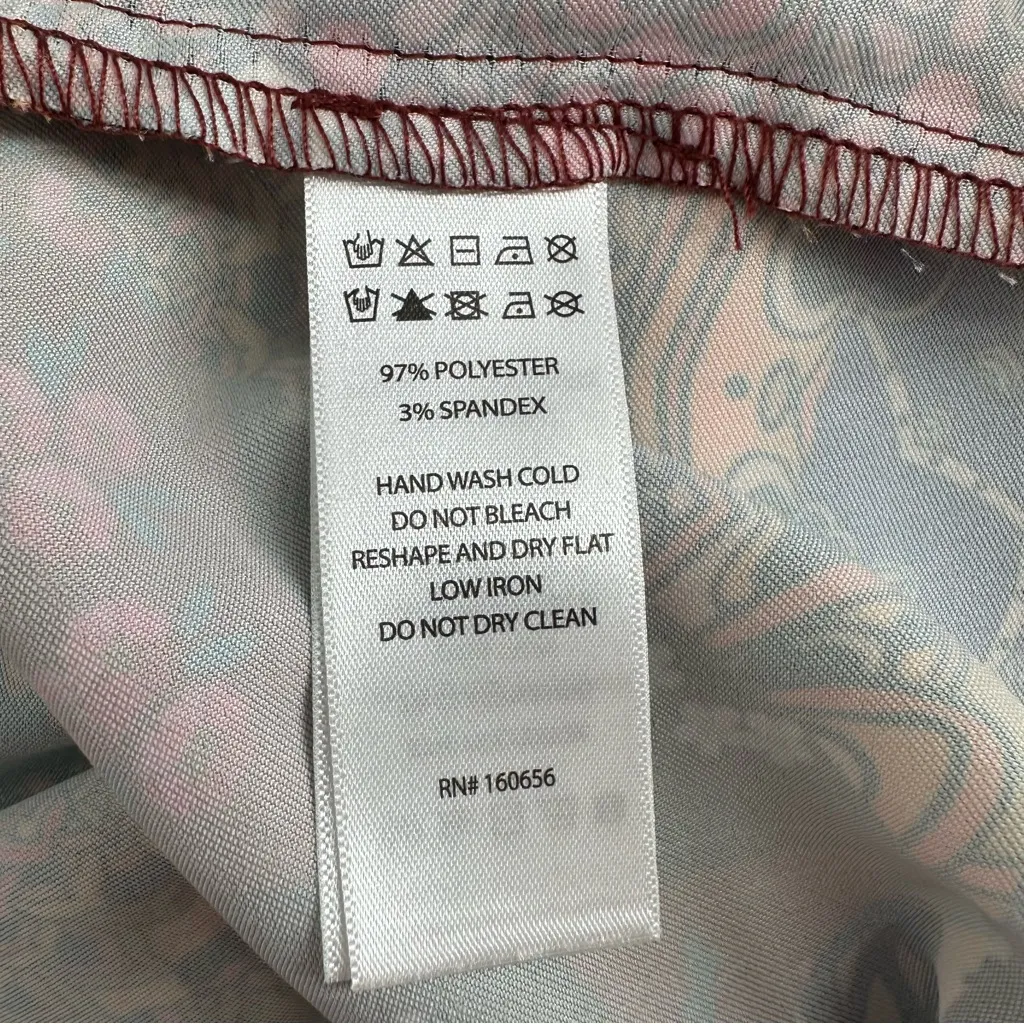 97% POLYESTER
3% SPANDEX
HAND WASH COLD
DO NOT BLEACH
RESHAPE AND DRY FLAT
LOW IRON
DO NOT DRY CLEAN
RN# 160656